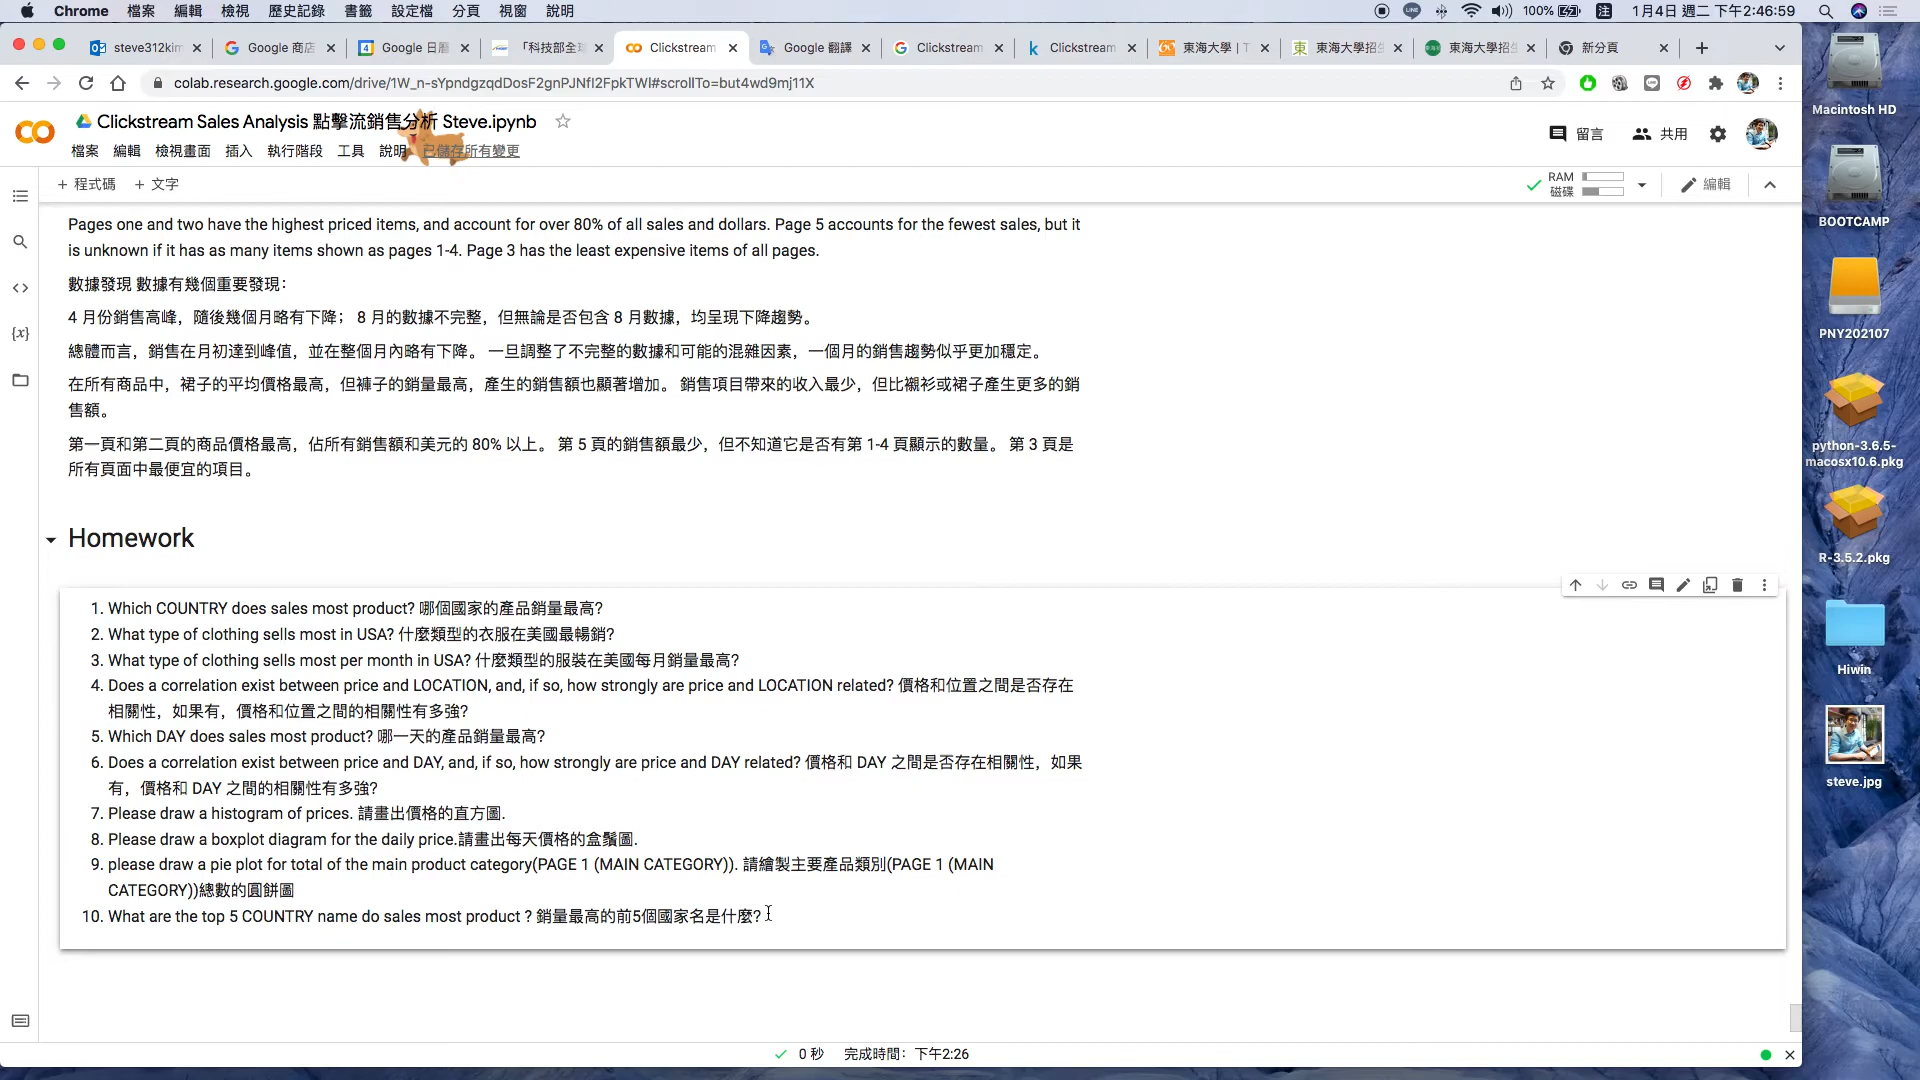 Chrome 檔案 編輯 檢視 歷史記錄 書籤 設定檔 分頁 視窗 說明 100% 注 1月4日 週二 下午2:46:59
steve312kim Google 商店 Google 日曆 「科技部全球 Clickstream Google 翻譯 Clickstream Clickstream 東海大學 | T 東海大學招生 東海大學招生 新分頁
colab.research.google.com/drive/1W_n-sYpndgzqdDosF2gnPJNfI2FpkTWl#scrollTo=but4wd9mj11X
Clickstream Sales Analysis 點擊流銷售分析 Steve.ipynb
留言 共用
檔案 編輯 檢視畫面 插入 執行階段 工具 說明 已儲存所有變更
+ 程式碼 + 文字
RAM
磁碟
編輯
Pages one and two have the highest priced items, and account for over 80% of all sales and dollars. Page 5 accounts for the fewest sales, but it
is unknown if it has as many items shown as pages 1-4. Page 3 has the least expensive items of all pages.
數據發現 數據有幾個重要發現：
4 月份銷售高峰，隨後幾個月略有下降； 8 月的數據不完整，但無論是否包含 8 月數據，均呈現下降趨勢。
總體而言，銷售在月初達到峰值，並在整個月內略有下降。 一旦調整了不完整的數據和可能的混雜因素，一個月的銷售趨勢似乎更加穩定。
在所有商品中，裙子的平均價格最高，但褲子的銷量最高，產生的銷售額也顯著增加。 銷售項目帶來的收入最少，但比襯衫或裙子產生更多的銷
售額。
第一頁和第二頁的商品價格最高，佔所有銷售額和美元的 80% 以上。 第 5 頁的銷售額最少，但不知道它是否有第 1-4 頁顯示的數量。 第 3 頁是
所有頁面中最便宜的項目。
Homework
1. Which COUNTRY does sales most product? 哪個國家的產品銷量最高?
2. What type of clothing sells most in USA? 什麼類型的衣服在美國最暢銷?
3. What type of clothing sells most per month in USA? 什麼類型的服裝在美國每月銷量最高?
4. Does a correlation exist between price and LOCATION, and, if so, how strongly are price and LOCATION related? 價格和位置之間是否存在
相關性，如果有，價格和位置之間的相關性有多強?
5. Which DAY does sales most product? 哪一天的產品銷量最高?
6. Does a correlation exist between price and DAY, and, if so, how strongly are price and DAY related? 價格和 DAY 之間是否存在相關性，如果
有，價格和 DAY 之間的相關性有多強?
7. Please draw a histogram of prices. 請畫出價格的直方圖.
8. Please draw a boxplot diagram for the daily price.請畫出每天價格的盒鬚圖.
9. please draw a pie plot for total of the main product category(PAGE 1 (MAIN CATEGORY)). 請繪製主要產品類別(PAGE 1 (MAIN
CATEGORY))總數的圓餅圖
10. What are the top 5 COUNTRY name do sales most product ? 銷量最高的前5個國家名是什麼?
0 秒 完成時間：下午2:26
Macintosh HD
BOOTCAMP
PNY202107
python-3.6.5-
macosx10.6.pkg
R-3.5.2.pkg
Hiwin
steve.jpg